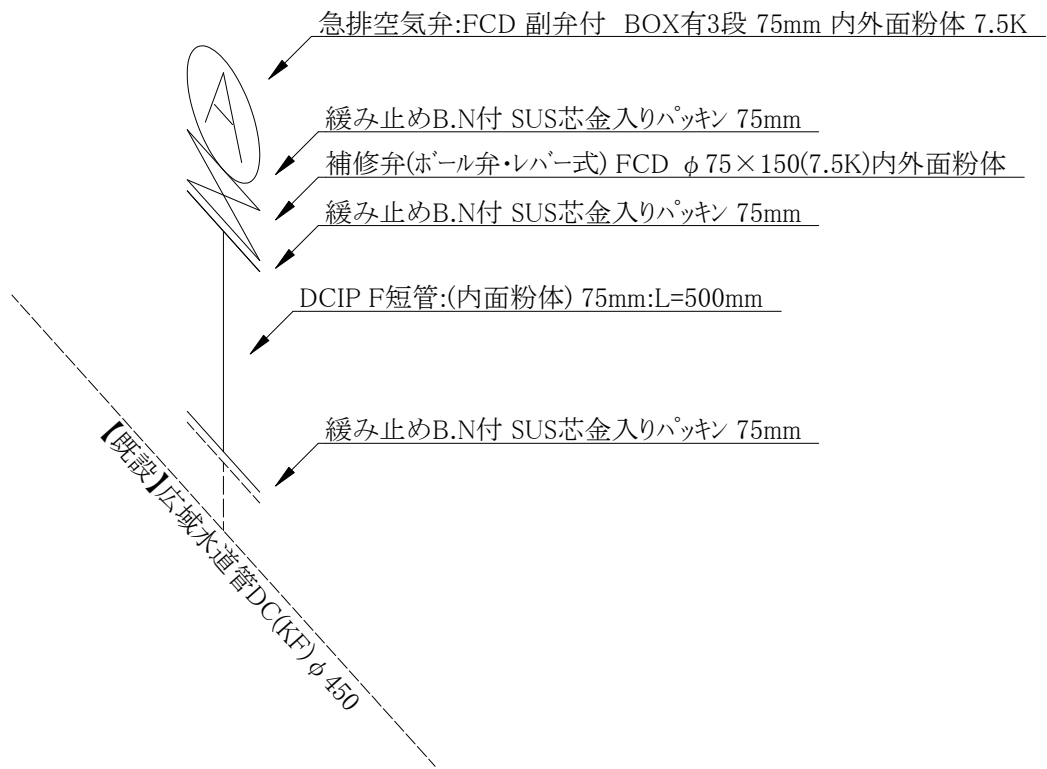 急排空気弁:FCD 副弁付 BOX有3段 75mm 内外面粉体 7.5K
A
緩み止めB.N付 SUS芯金入りパッキン 75mm
補修弁(ボール弁・レバー式) FCD φ75×150(7.5K)内外面粉体
緩み止めB.N付 SUS芯金入りパッキン 75mm
DCIP F短管:(内面粉体) 75mm:L=500mm
緩み止めB.N付 SUS芯金入りパッキン 75mm
【既設】広域水道管DC(KF)φ450